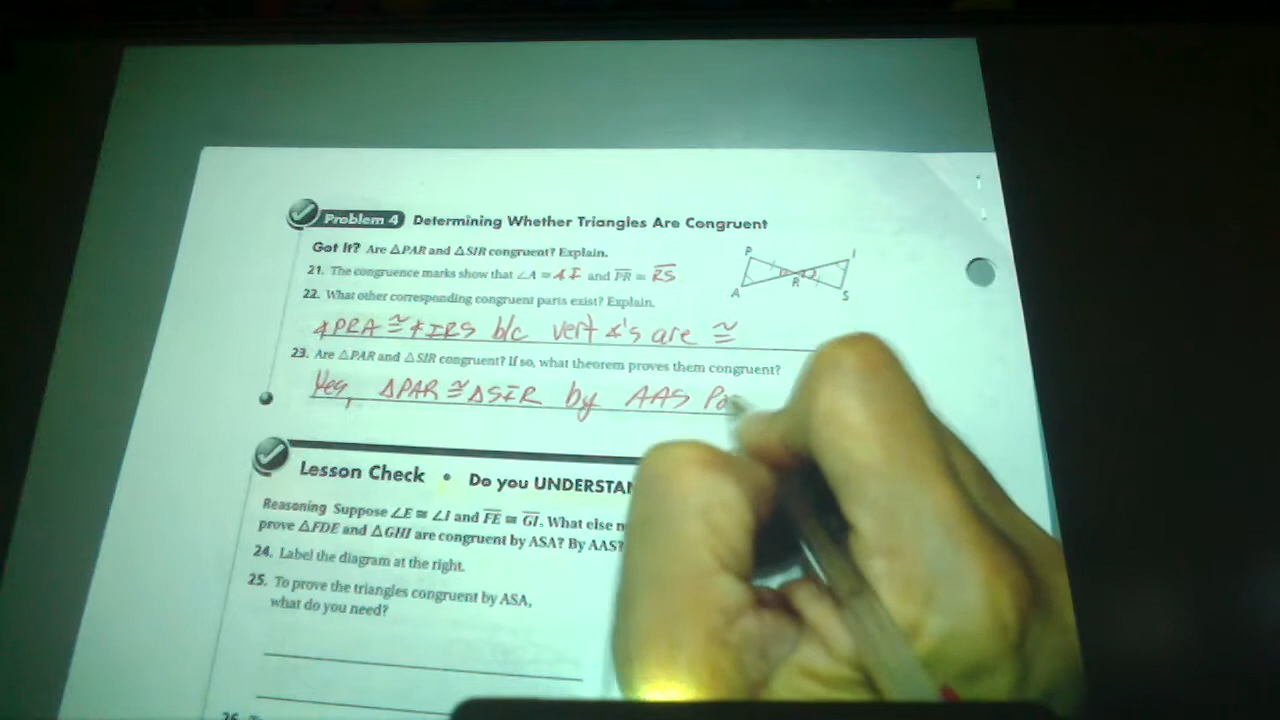 Problem 4 Determining Whether Triangles Are Congruent
Got It? Are △PAR and △SIR congruent? Explain.
21. The congruence marks show that ∠A ≅ ∡I and PR ≅ RS
22. What other corresponding congruent parts exist? Explain.
∡PRA ≅ ∡IRS b/c vert ∡'s are ≅
23. Are △PAR and △SIR congruent? If so, what theorem proves them congruent?
Yes, △PAR ≅ △SIR by AAS Po
P I
A R S
Lesson Check • Do you UNDERSTAN
Reasoning Suppose ∠E ≅ ∠I and FE ≅ GI. What else
prove △FDE and △GHI are congruent by ASA? By AAS?
24. Label the diagram at the right.
25. To prove the triangles congruent by ASA,
what do you need?
26.